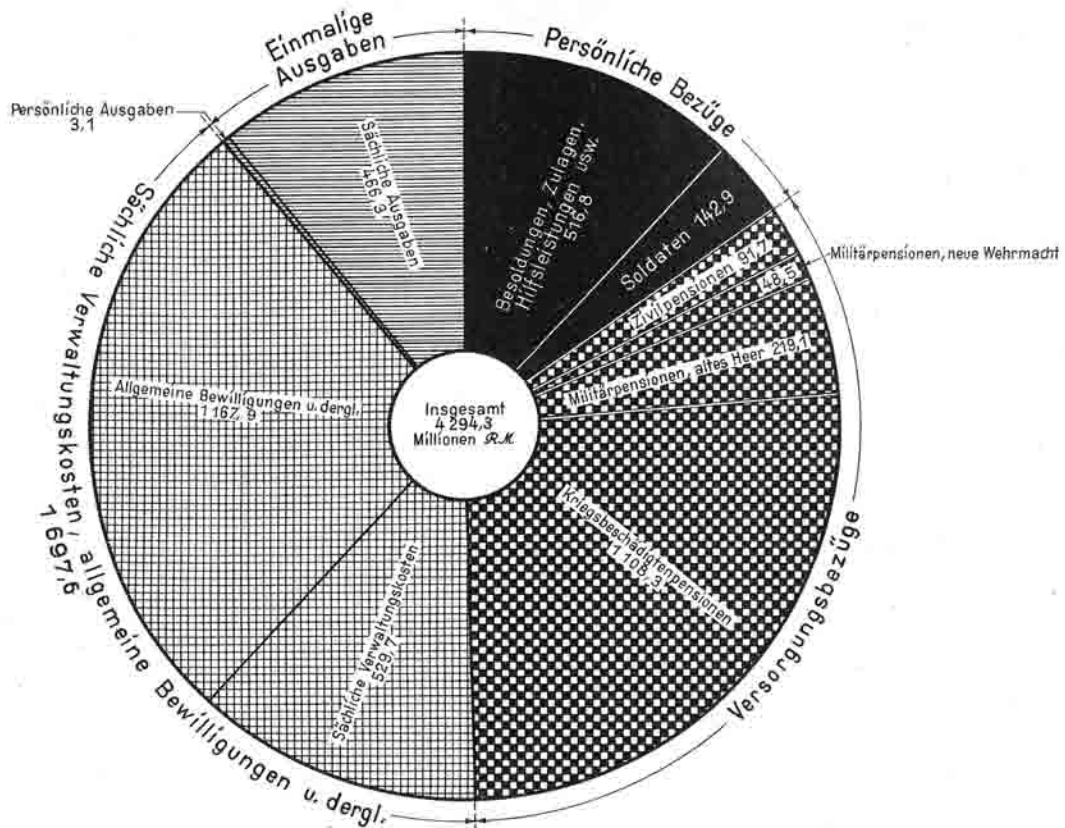 Einmalige
Ausgaben
Persönliche Bezüge
Persönliche Ausgaben
3,1
Sächliche Ausgaben
466,3
Besoldungen, Zulagen,
Hilfsleistungen usw.
516,8
Soldaten 142,9
Zivilpensionen 91,7
Militärpensionen, neue Wehrmacht
48,5
Militärpensionen, altes Heer 219,1
Kriegsbeschädigtenpensionen
1 108,3
Versorgungsbezüge
Insgesamt
4 294,3
Millionen RM
Allgemeine Bewilligungen u. dergl.
1 167,9
Sächliche Verwaltungskosten
529,7
Sächliche Verwaltungskosten, allgemeine Bewilligungen u. dergl.
1 697,6